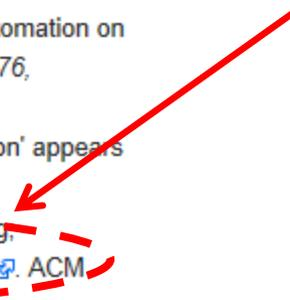 omation on
76,
on' appears
g,
. ACM